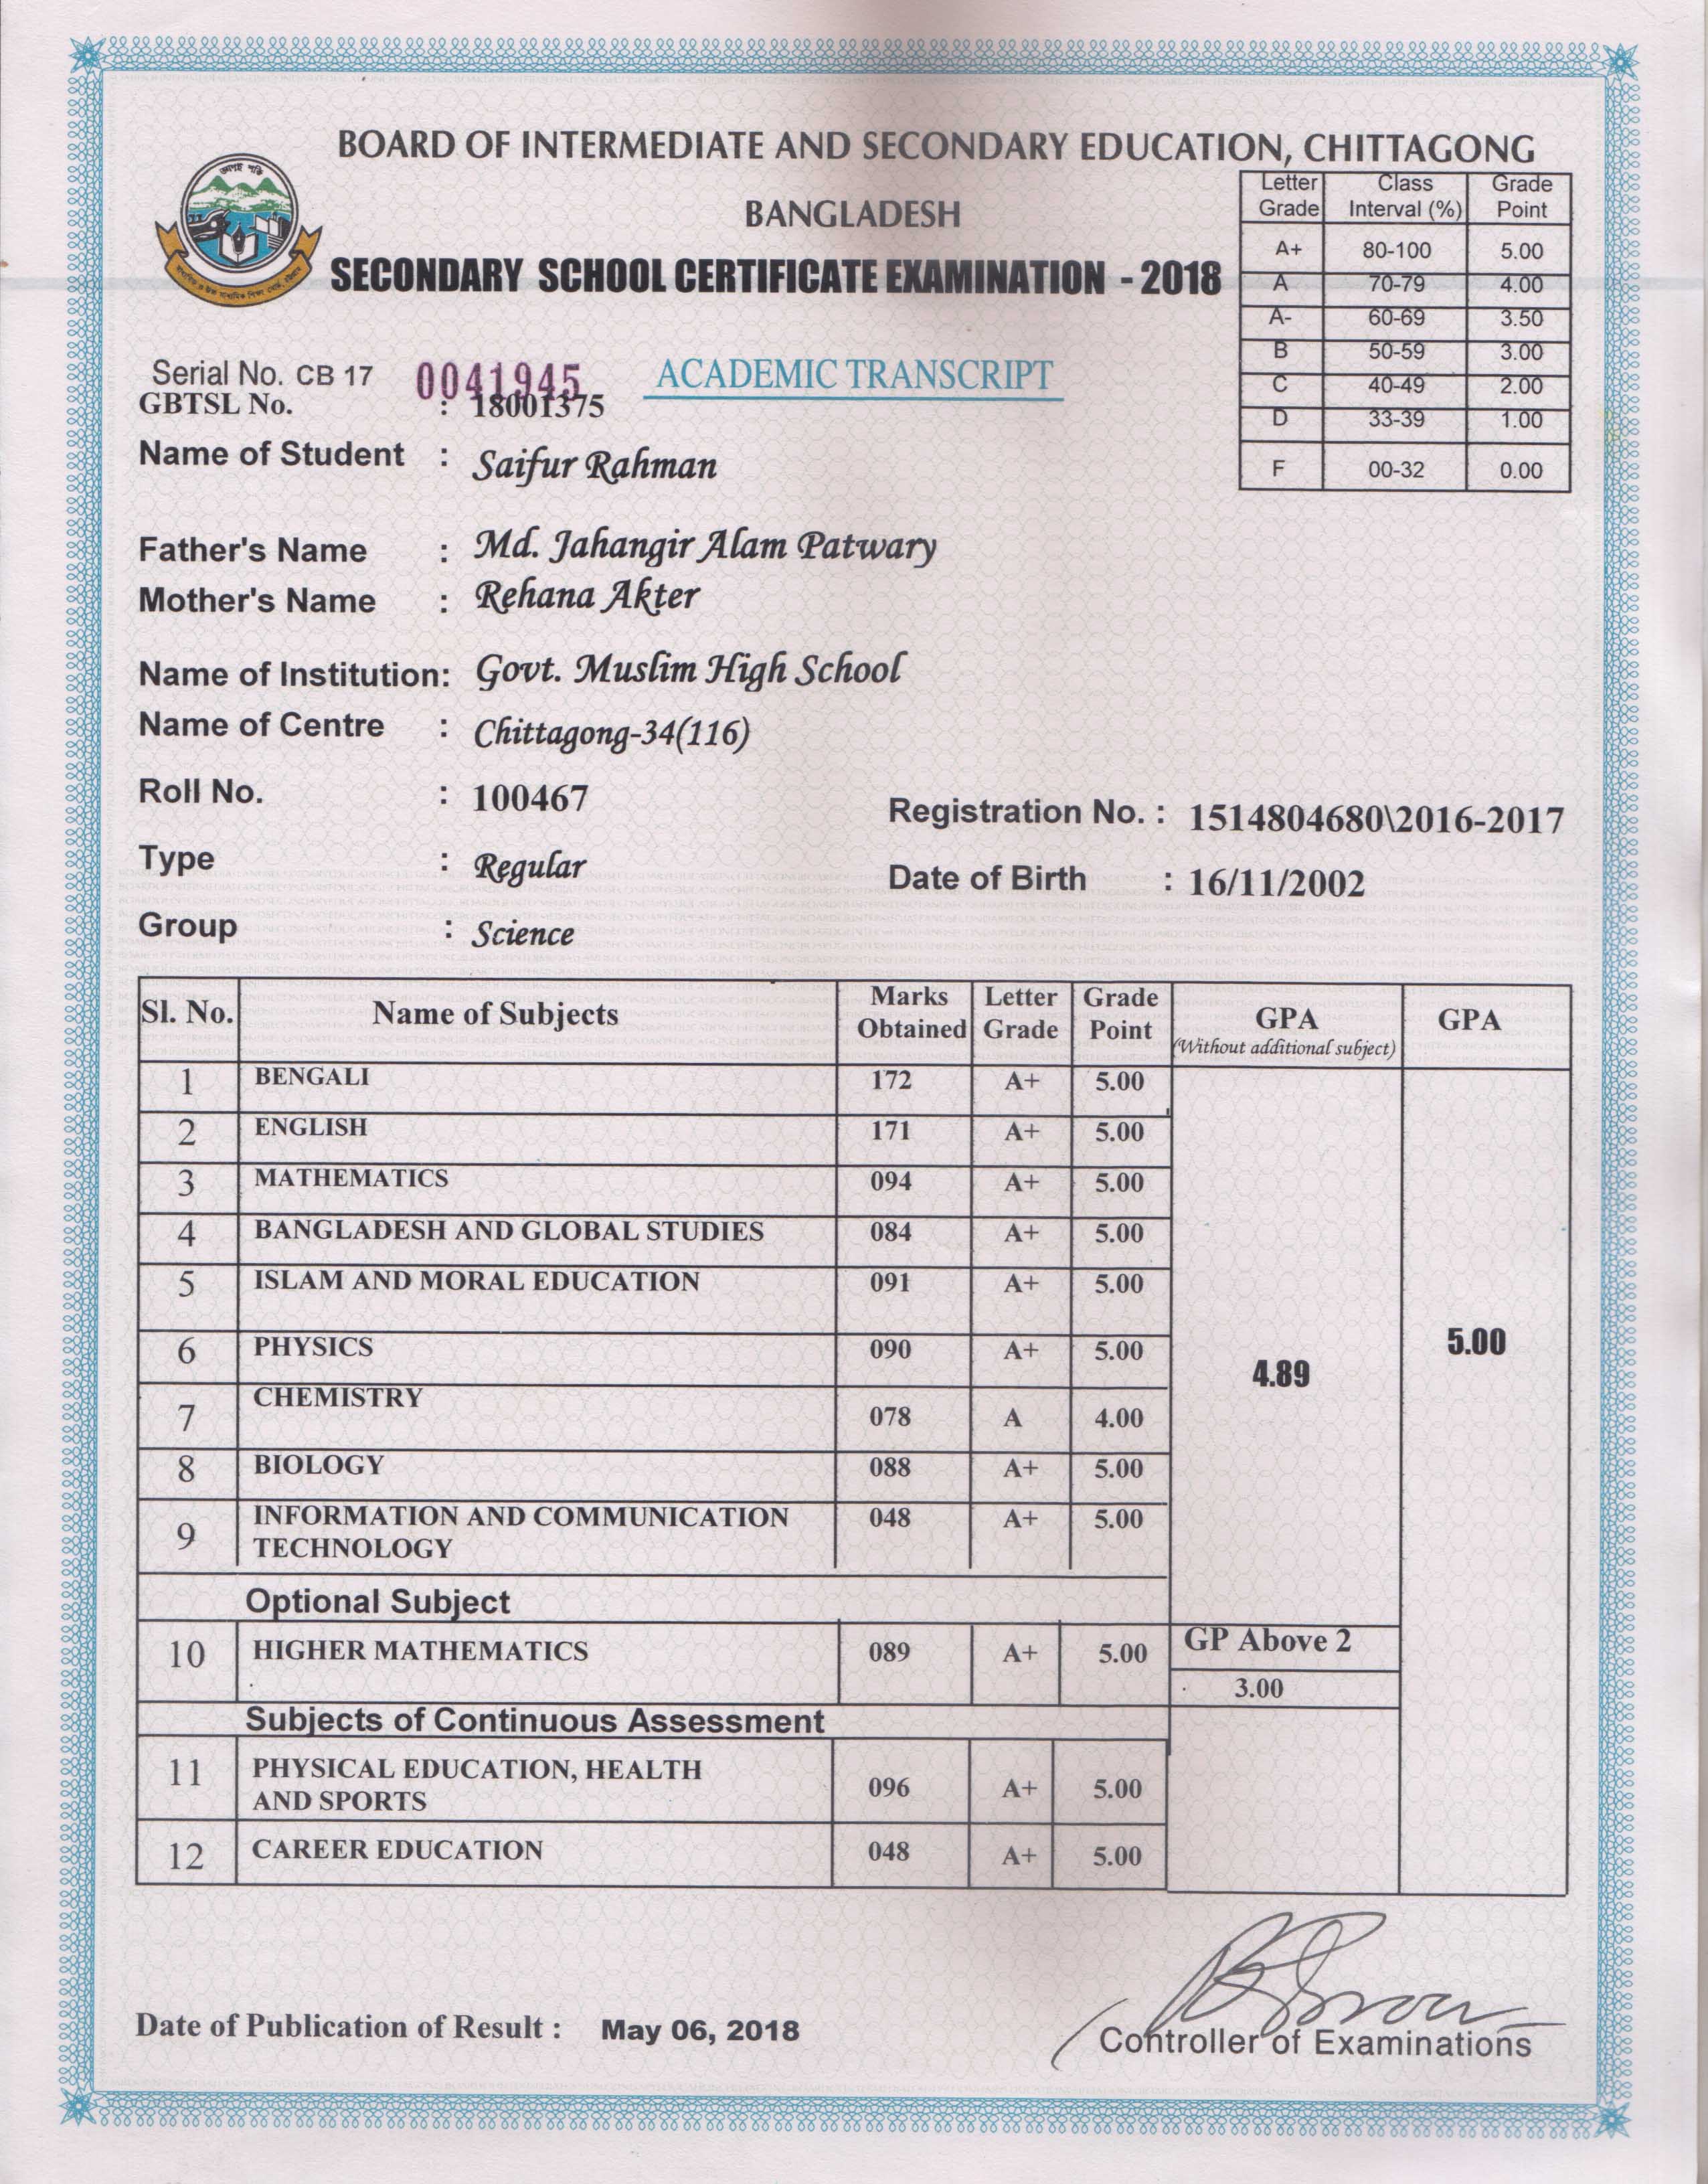 BOARD OF INTERMEDIATE AND SECONDARY EDUCATION, CHITTAGONG
BANGLADESH
SECONDARY SCHOOL CERTIFICATE EXAMINATION - 2018
Letter Grade Class Interval (%) Grade Point
A+ 80-100 5.00
A 70-79 4.00
A- 60-69 3.50
B 50-59 3.00
C 40-49 2.00
D 33-39 1.00
F 00-32 0.00
Serial No. CB 17 0041945 ACADEMIC TRANSCRIPT
GBTSL No. : 18001375
Name of Student : Saifur Rahman
Father's Name : Md. Jahangir Alam Patwary
Mother's Name : Rehana Akter
Name of Institution: Govt. Muslim High School
Name of Centre : Chittagong-34(116)
Roll No. : 100467
Registration No. : 1514804680\2016-2017
Type : Regular
Date of Birth : 16/11/2002
Group : Science
Sl. No. Name of Subjects Marks Obtained Letter Grade Grade Point GPA (Without additional subject) GPA
1 BENGALI 172 A+ 5.00
2 ENGLISH 171 A+ 5.00
3 MATHEMATICS 094 A+ 5.00
4 BANGLADESH AND GLOBAL STUDIES 084 A+ 5.00
5 ISLAM AND MORAL EDUCATION 091 A+ 5.00
6 PHYSICS 090 A+ 5.00
4.89 5.00
7 CHEMISTRY 078 A 4.00
8 BIOLOGY 088 A+ 5.00
9 INFORMATION AND COMMUNICATION 048 A+ 5.00
TECHNOLOGY
Optional Subject
10 HIGHER MATHEMATICS 089 A+ 5.00 GP Above 2
3.00
Subjects of Continuous Assessment
11 PHYSICAL EDUCATION, HEALTH 096 A+ 5.00
AND SPORTS
12 CAREER EDUCATION 048 A+ 5.00
Date of Publication of Result : May 06, 2018
Controller of Examinations